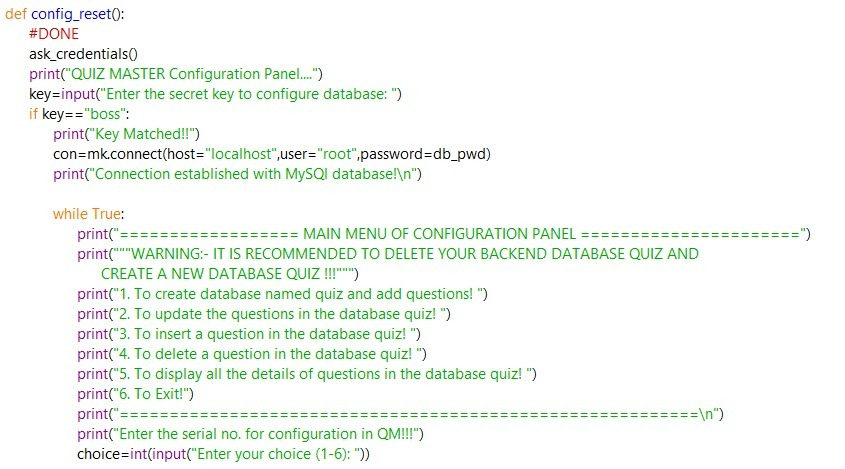 def config_reset():
    #DONE
    ask_credentials()
    print("QUIZ MASTER Configuration Panel....")
    key=input("Enter the secret key to configure database: ")
    if key=="boss":
        print("Key Matched!!")
        con=mk.connect(host="localhost",user="root",password=db_pwd)
        print("Connection established with MySQl database!\n")

        while True:
            print("================== MAIN MENU OF CONFIGURATION PANEL ======================")
            print("""WARNING:- IT IS RECOMMENDED TO DELETE YOUR BACKEND DATABASE QUIZ AND
                CREATE A NEW DATABASE QUIZ !!!""")
            print("1. To create database named quiz and add questions! ")
            print("2. To update the questions in the database quiz! ")
            print("3. To insert a question in the database quiz! ")
            print("4. To delete a question in the database quiz! ")
            print("5. To display all the details of questions in the database quiz! ")
            print("6. To Exit!")
            print("==========================================================\n")
            print("Enter the serial no. for configuration in QM!!!")
            choice=int(input("Enter your choice (1-6): "))